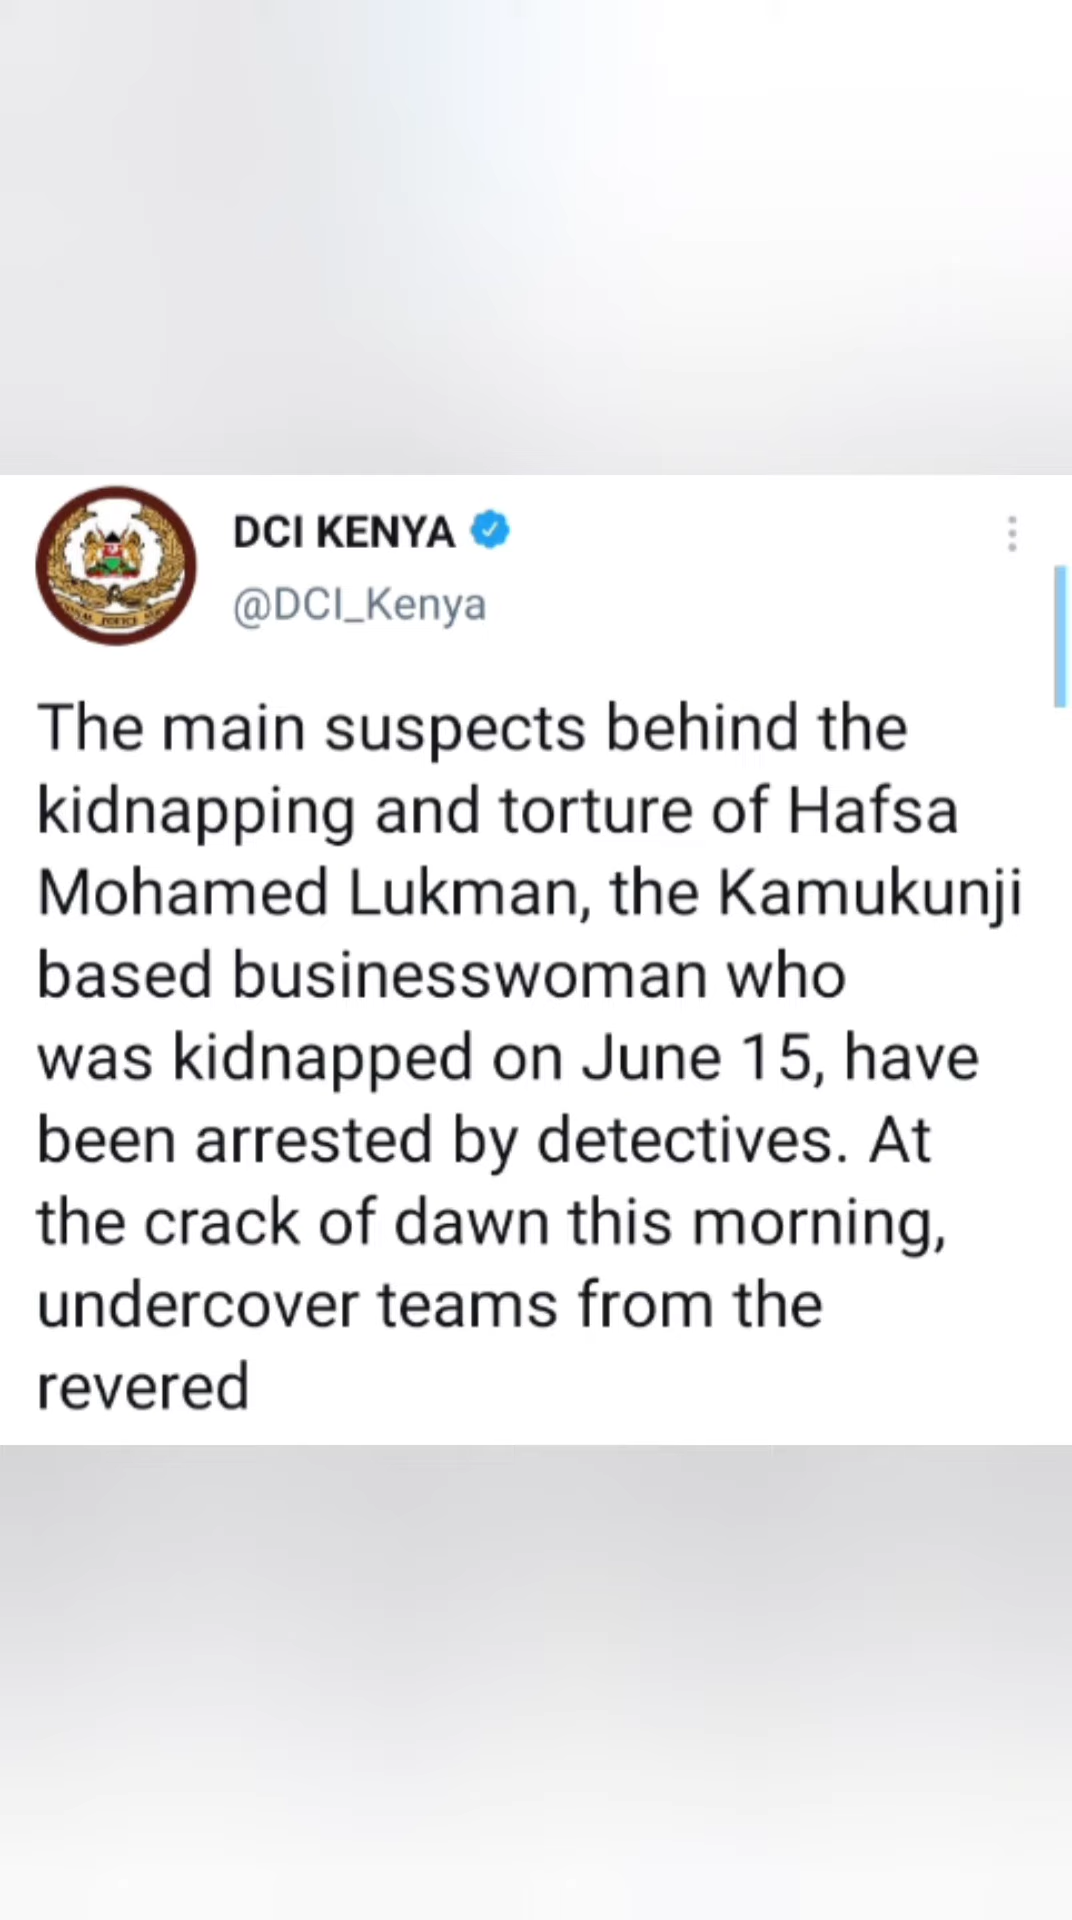 DCI KENYA
@DCI_Kenya
The main suspects behind the
kidnapping and torture of Hafsa
Mohamed Lukman, the Kamukunji
based businesswoman who
was kidnapped on June 15, have
been arrested by detectives. At
the crack of dawn this morning,
undercover teams from the
revered